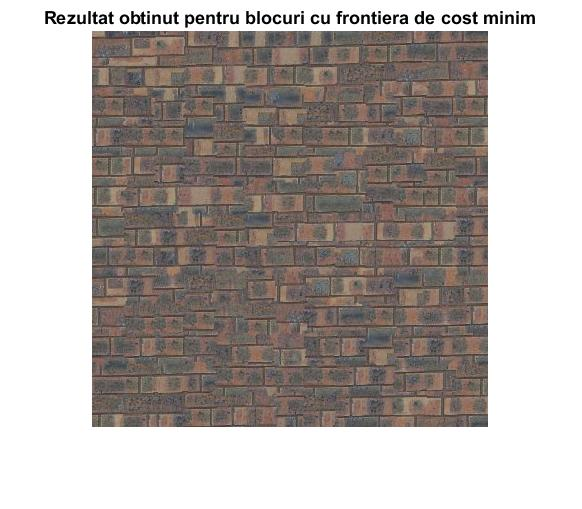 Rezultat obtinut pentru blocuri cu frontiera de cost minim